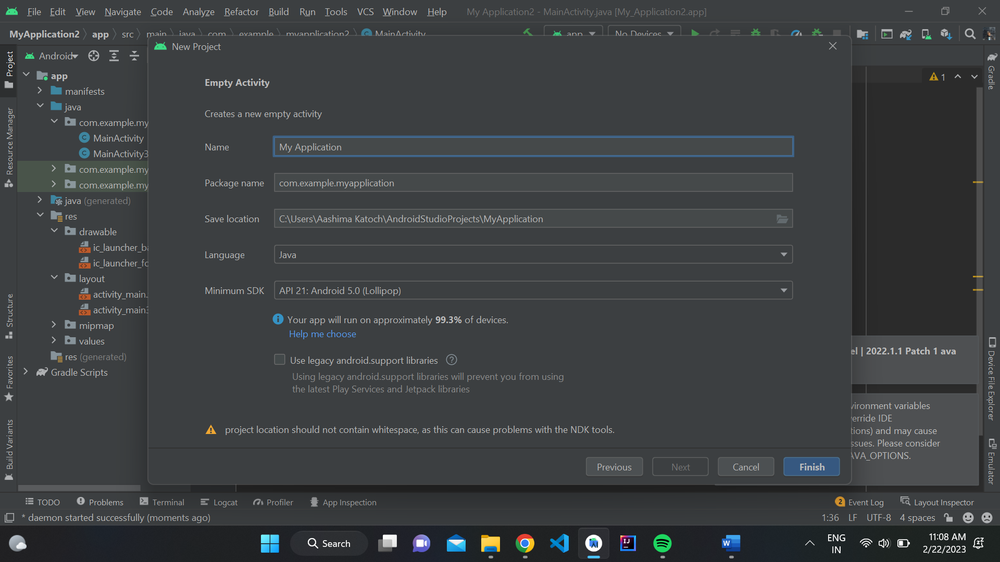 File Edit View Navigate Code Analyze Refactor Build Run Tools VCS Window Help My Application2 - MainActivity.java [My_Application2.app]
MyApplication2 app src main java com example myapplication2 MainActivity app No Devices
New Project
Project
Android
app
manifests
java
com.example.my
MainActivity
MainActivity3
com.example.my
com.example.my
java (generated)
res
drawable
ic_launcher_ba
ic_launcher_fo
layout
activity_main.
activity_main3
mipmap
values
res (generated)
Gradle Scripts
Resource Manager
Structure
Favorites
Build Variants
Empty Activity
Creates a new empty activity
Name My Application
Package name com.example.myapplication
Save location C:\Users\Aashima Katoch\AndroidStudioProjects\MyApplication
Language Java
Minimum SDK API 21: Android 5.0 (Lollipop)
Your app will run on approximately 99.3% of devices.
Help me choose
Use legacy android.support libraries ?
Using legacy android.support libraries will prevent you from using
the latest Play Services and Jetpack libraries
project location should not contain whitespace, as this can cause problems with the NDK tools.
Previous Next Cancel Finish
1
Gradle
el | 2022.1.1 Patch 1 ava
vironment variables
verride IDE
tions) and may cause
ssues. Please consider
AVA_OPTIONS.
Device File Explorer
Emulator
TODO Problems Terminal Logcat Profiler App Inspection 2 Event Log Layout Inspector
* daemon started successfully (moments ago) 1:36 LF UTF-8 4 spaces
Search
ENG
IN
11:08 AM
2/22/2023